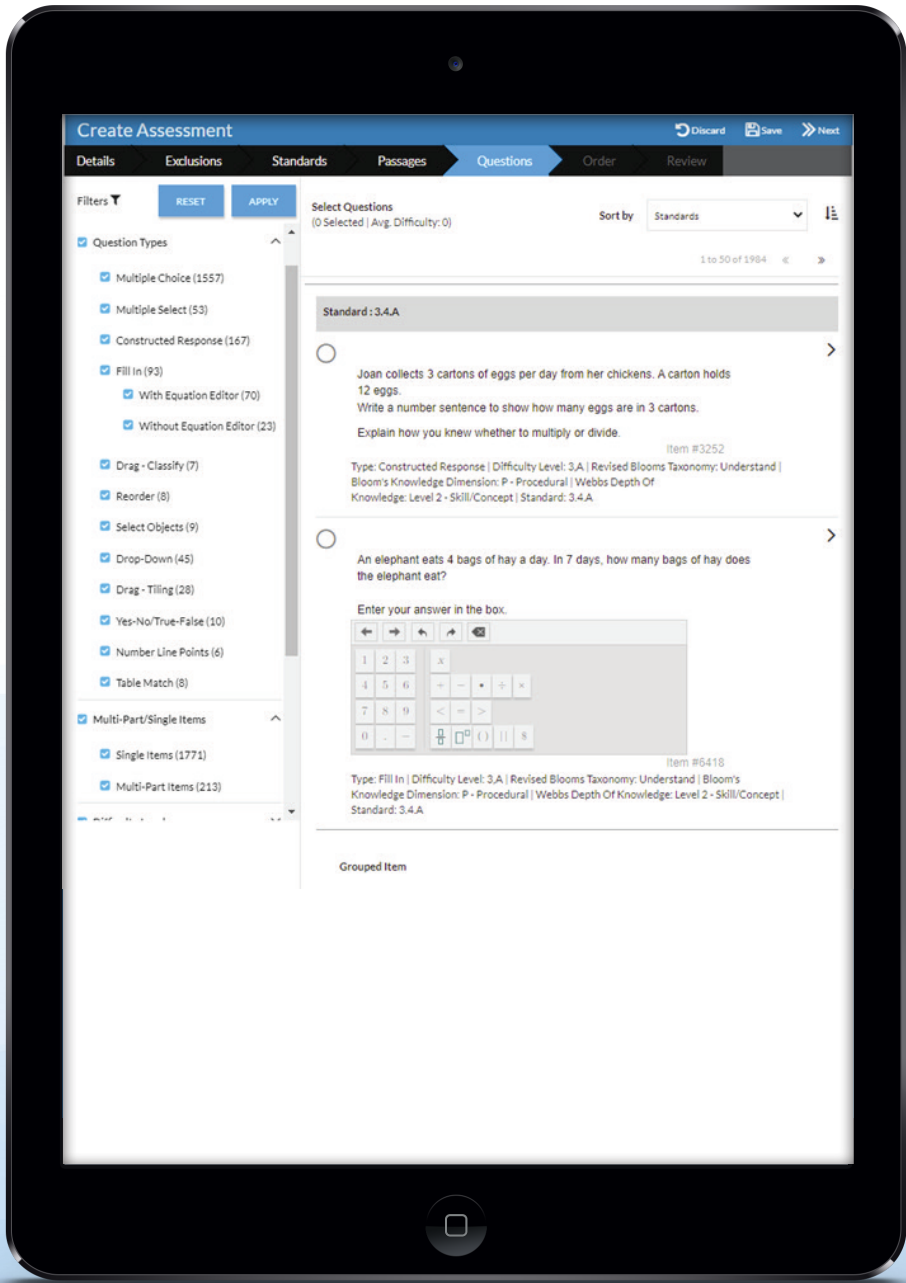 Create Assessment
Discard Save Next
Details Exclusions Standards Passages Questions Order Review
Filters RESET APPLY
Question Types
Multiple Choice (1557)
Multiple Select (53)
Constructed Response (167)
Fill In (93)
With Equation Editor (70)
Without Equation Editor (23)
Drag - Classify (7)
Reorder (8)
Select Objects (9)
Drop-Down (45)
Drag - Tiling (28)
Yes-No/True-False (10)
Number Line Points (6)
Table Match (8)
Multi-Part/Single Items
Single Items (1771)
Multi-Part Items (213)
Select Questions
(0 Selected | Avg. Difficulty: 0)
Sort by Standards
1 to 50 of 1984 « »
Standard : 3.4.A
Joan collects 3 cartons of eggs per day from her chickens. A carton holds
12 eggs.
Write a number sentence to show how many eggs are in 3 cartons.
Explain how you knew whether to multiply or divide.
Item #3252
Type: Constructed Response | Difficulty Level: 3,A | Revised Blooms Taxonomy: Understand |
Bloom's Knowledge Dimension: P - Procedural | Webbs Depth Of
Knowledge: Level 2 - Skill/Concept | Standard: 3.4.A
An elephant eats 4 bags of hay a day. In 7 days, how many bags of hay does
the elephant eat?
Enter your answer in the box.
1 2 3 x
4 5 6 + − • ÷ ×
7 8 9 < = >
0 . − ( ) | | $
Item #6418
Type: Fill In | Difficulty Level: 3,A | Revised Blooms Taxonomy: Understand | Bloom's
Knowledge Dimension: P - Procedural | Webbs Depth Of Knowledge: Level 2 - Skill/Concept |
Standard: 3.4.A
Grouped Item